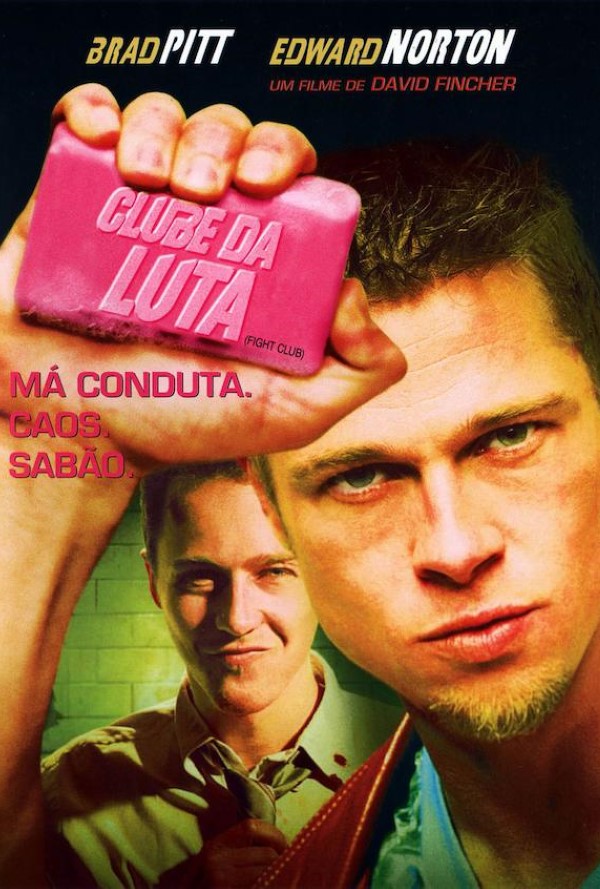 BRAD PITT EDWARD NORTON
UM FILME DE DAVID FINCHER
CLUBE DA
LUTA
(FIGHT CLUB)
MÁ CONDUTA.
CAOS.
SABÃO.